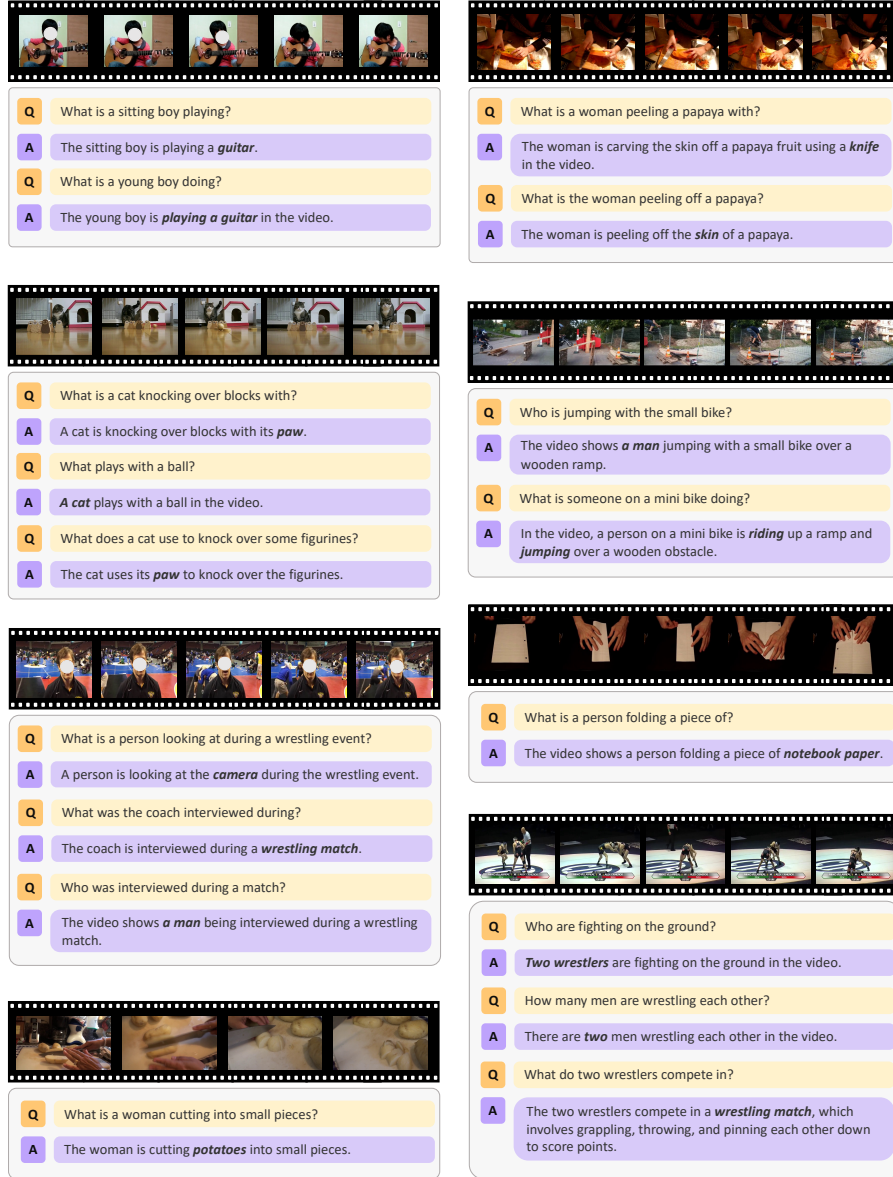 Q
What is a sitting boy playing?
A
The sitting boy is playing a guitar.
Q
What is a young boy doing?
A
The young boy is playing a guitar in the video.
Q
What is a cat knocking over blocks with?
A
A cat is knocking over blocks with its paw.
Q
What plays with a ball?
A
A cat plays with a ball in the video.
Q
What does a cat use to knock over some figurines?
A
The cat uses its paw to knock over the figurines.
Q
What is a person looking at during a wrestling event?
A
A person is looking at the camera during the wrestling event.
Q
What was the coach interviewed during?
A
The coach is interviewed during a wrestling match.
Q
Who was interviewed during a match?
A
The video shows a man being interviewed during a wrestling
match.
Q
What is a woman cutting into small pieces?
A
The woman is cutting potatoes into small pieces.
Q
What is a woman peeling a papaya with?
A
The woman is carving the skin off a papaya fruit using a knife
in the video.
Q
What is the woman peeling off a papaya?
A
The woman is peeling off the skin of a papaya.
Q
Who is jumping with the small bike?
A
The video shows a man jumping with a small bike over a
wooden ramp.
Q
What is someone on a mini bike doing?
A
In the video, a person on a mini bike is riding up a ramp and
jumping over a wooden obstacle.
Q
What is a person folding a piece of?
A
The video shows a person folding a piece of notebook paper.
Q
Who are fighting on the ground?
A
Two wrestlers are fighting on the ground in the video.
Q
How many men are wrestling each other?
A
There are two men wrestling each other in the video.
Q
What do two wrestlers compete in?
A
The two wrestlers compete in a wrestling match, which
involves grappling, throwing, and pinning each other down
to score points.